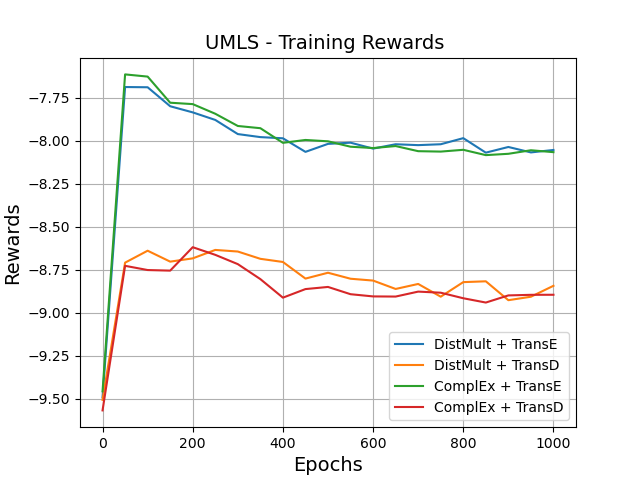 UMLS - Training Rewards
Rewards
−7.75
−8.00
−8.25
−8.50
−8.75
−9.00
−9.25
−9.50
DistMult + TransE
DistMult + TransD
ComplEx + TransE
ComplEx + TransD
0 200 400 600 800 1000
Epochs